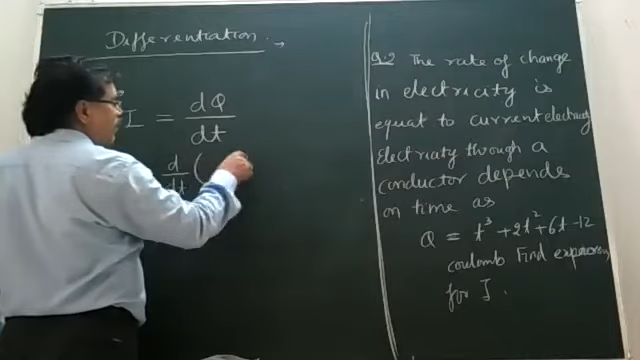 Differentiation.
I = dQ/dt
d/dt (
Q.2 The rate of change
in electricity is
equal to current electricity
Electricity through a
conductor depends
on time as
Q = t³ + 2t² + 6t - 12
coulomb Find expression
for I.